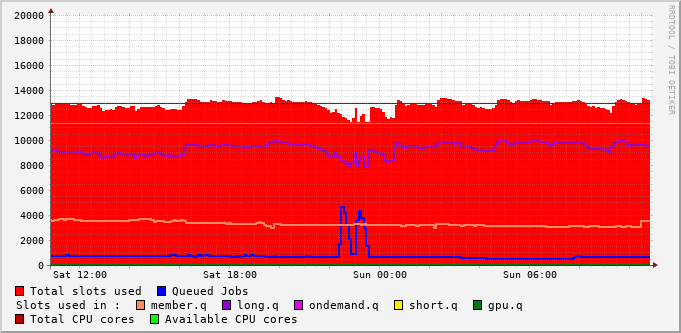 RRDTOOL / TOBI OETIKER
20000
18000
16000
14000
12000
10000
8000
6000
4000
2000
0
Sat 12:00 Sat 18:00 Sun 00:00 Sun 06:00
Total slots used Queued Jobs
Slots used in : member.q long.q ondemand.q short.q gpu.q
Total CPU cores Available CPU cores